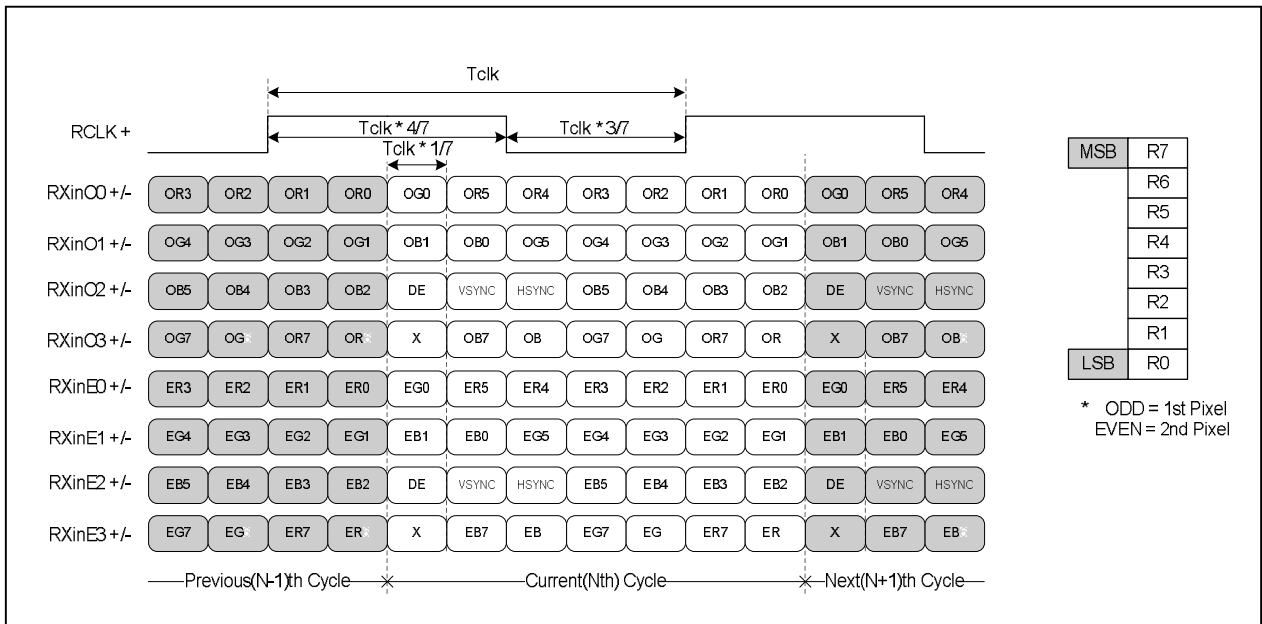 Tclk
RCLK +
Tclk * 4/7 Tclk * 3/7
Tclk * 1/7
RXinO0 +/- OR3 OR2 OR1 OR0 OG0 OR5 OR4 OR3 OR2 OR1 OR0 OG0 OR5 OR4
RXinO1 +/- OG4 OG3 OG2 OG1 OB1 OB0 OG5 OG4 OG3 OG2 OG1 OB1 OB0 OG5
RXinO2 +/- OB5 OB4 OB3 OB2 DE VSYNC HSYNC OB5 OB4 OB3 OB2 DE VSYNC HSYNC
RXinO3 +/- OG7 OG OR7 OR X OB7 OB OG7 OG OR7 OR X OB7 OB
RXinE0 +/- ER3 ER2 ER1 ER0 EG0 ER5 ER4 ER3 ER2 ER1 ER0 EG0 ER5 ER4
RXinE1 +/- EG4 EG3 EG2 EG1 EB1 EB0 EG5 EG4 EG3 EG2 EG1 EB1 EB0 EG5
RXinE2 +/- EB5 EB4 EB3 EB2 DE VSYNC HSYNC EB5 EB4 EB3 EB2 DE VSYNC HSYNC
RXinE3 +/- EG7 EG ER7 ER X EB7 EB EG7 EG ER7 ER X EB7 EB
Previous(N-1)th Cycle Current(Nth) Cycle Next(N+1)th Cycle
MSB R7
R6
R5
R4
R3
R2
R1
LSB R0
* ODD = 1st Pixel
EVEN = 2nd Pixel